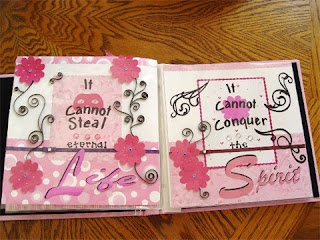 It
Cannot
Steal
eternal
Life
It
Cannot
Conquer
the
Spirit